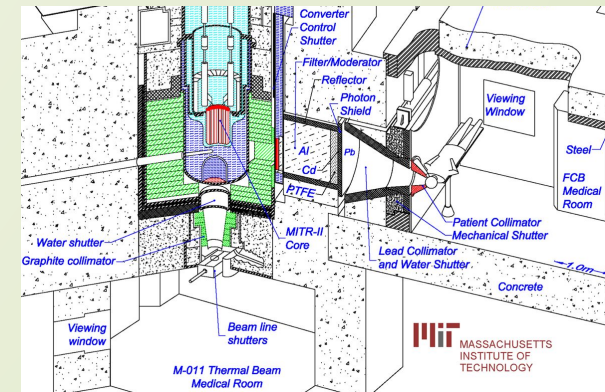 Converter
Control
Shutter
Filter/Moderator
Reflector
Photon
Shield
Viewing
Window
Steel
FCB
Medical
Room
Al
Cd
Pb
PTFE
Water shutter
Graphite collimator
MITR-II
Core
Patient Collimator
Mechanical Shutter
Lead Collimator
and Water Shutter
1.0m
Concrete
Viewing
window
Beam line
shutters
M-011 Thermal Beam
Medical Room
MIT
MASSACHUSETTS
INSTITUTE OF
TECHNOLOGY